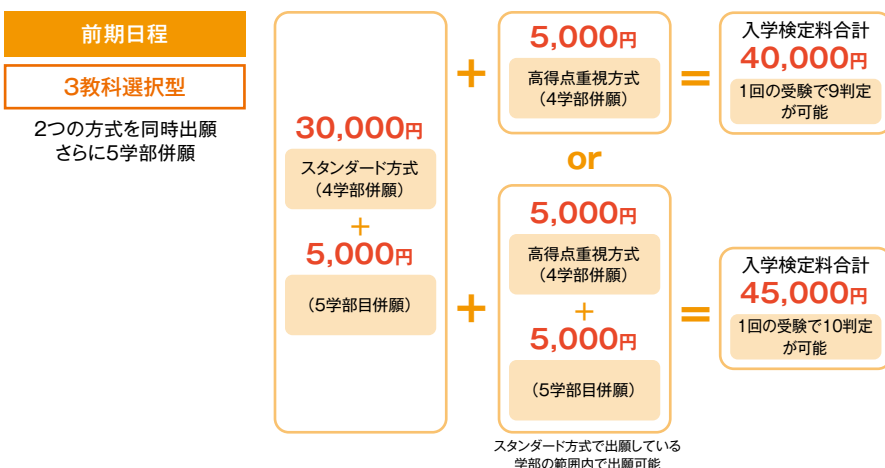 前期日程
3教科選択型
2つの方式を同時出願
さらに5学部併願
30,000円
スタンダード方式
(4学部併願)
+
5,000円
(5学部目併願)
+
5,000円
高得点重視方式
(4学部併願)
=
入学検定料合計
40,000円
1回の受験で9判定
が可能
or
+
5,000円
高得点重視方式
(4学部併願)
+
5,000円
(5学部目併願)
スタンダード方式で出願している
学部の範囲内で出願可能
=
入学検定料合計
45,000円
1回の受験で10判定
が可能